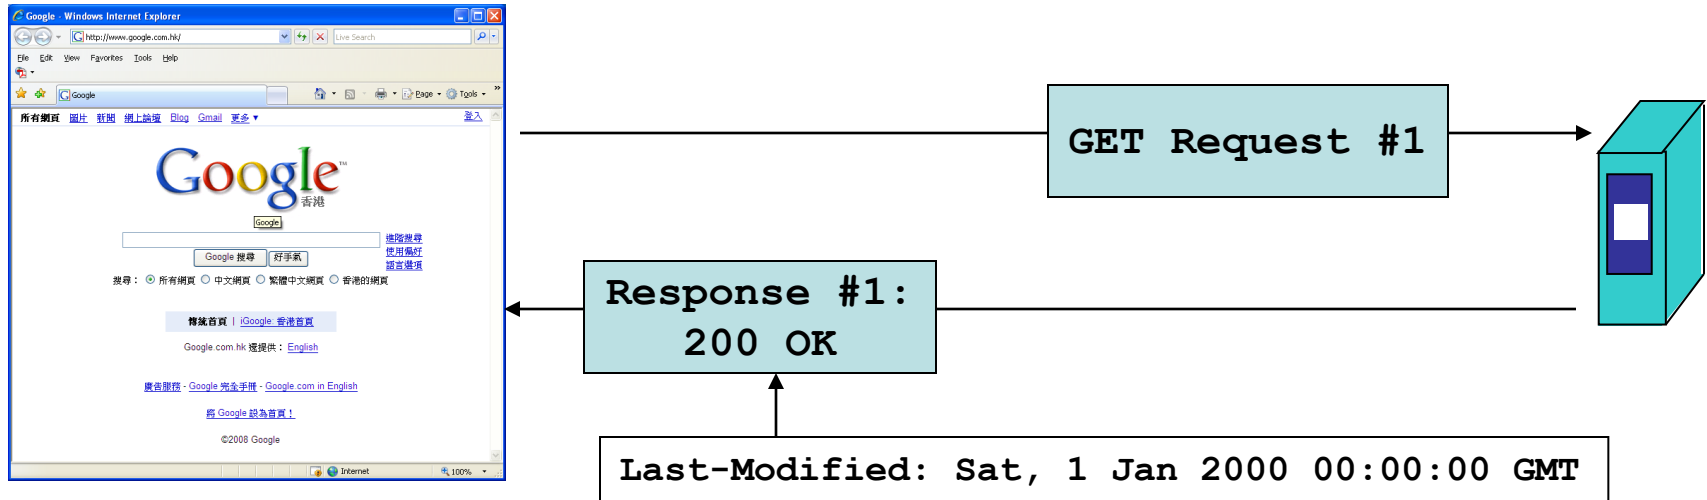 Google - Windows Internet Explorer
http://www.google.com.hk/
Live Search
File Edit View Favorites Tools Help
Google
Page Tools »
所有網頁 圖片 新聞 網上論壇 Blog Gmail 更多 ▼ 登入
Google™
香港
Google
進階搜尋
使用偏好
語言選項
Google 搜尋 好手氣
搜尋： 所有網頁 中文網頁 繁體中文網頁 香港的網頁
傳統首頁 | iGoogle: 香港首頁
Google.com.hk 還提供： English
廣告服務 - Google 完全手冊 - Google.com in English
將 Google 設為首頁！
©2008 Google
Internet 100%
GET Request #1
Response #1:
200 OK
Last-Modified: Sat, 1 Jan 2000 00:00:00 GMT